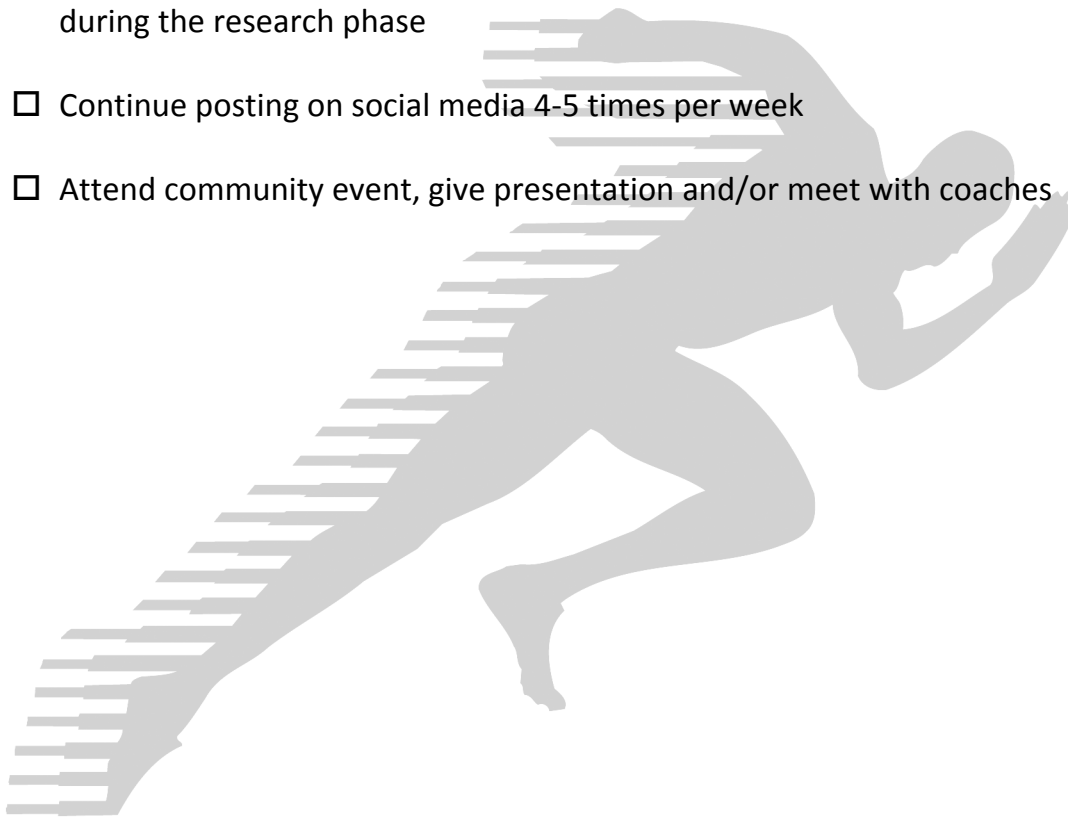 during the research phase
☐ Continue posting on social media 4-5 times per week
☐ Attend community event, give presentation and/or meet with coaches